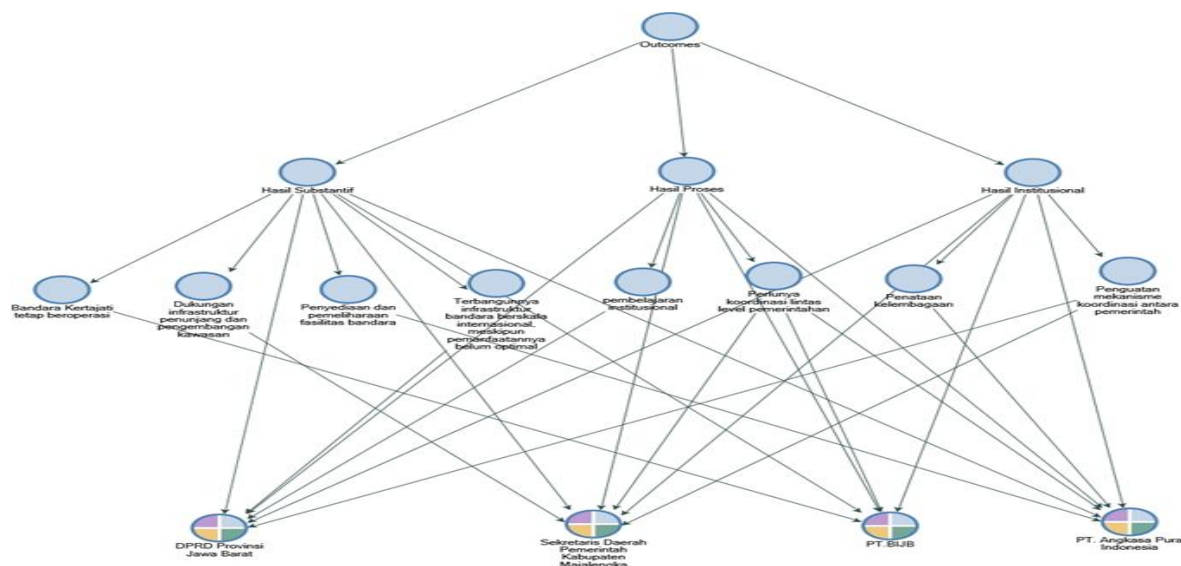 Outcomes
Hasil Substantif
Hasil Proses
Hasil Institusional
Bandara Kertajati
tetap beroperasi
Dukungan
infrastruktur
penunjang dan
pengembangan
kawasan
Penyediaan dan
pemeliharaan
fasilitas bandara
Terbangunnya
infrastruktur
bandara berskala
internasional,
meskipun
pemanfaatannya
belum optimal
pembelajaran
institusional
Perlunya
koordinasi lintas
level pemerintahan
Penataan
kelembagaan
Penguatan
mekanisme
koordinasi antara
pemerintah
DPRD Provinsi
Jawa Barat
Sekretaris Daerah
Pemerintah
Kabupaten
Majalengka
PT.BIJB
PT. Angkasa Pura
Indonesia